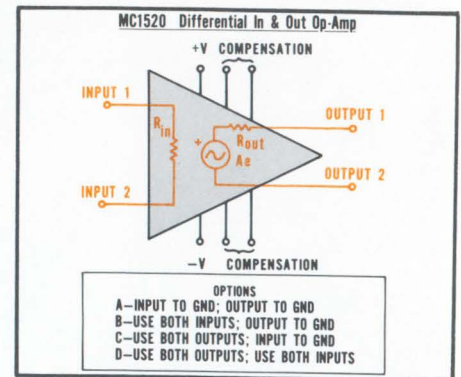 MC1520 Differential In & Out Op-Amp
+V COMPENSATION
INPUT 1
OUTPUT 1
Rin
+
Rout
Ae
INPUT 2
OUTPUT 2
-V COMPENSATION
OPTIONS
A-INPUT TO GND; OUTPUT TO GND
B-USE BOTH INPUTS; OUTPUT TO GND
C-USE BOTH OUTPUTS; INPUT TO GND
D-USE BOTH OUTPUTS; USE BOTH INPUTS